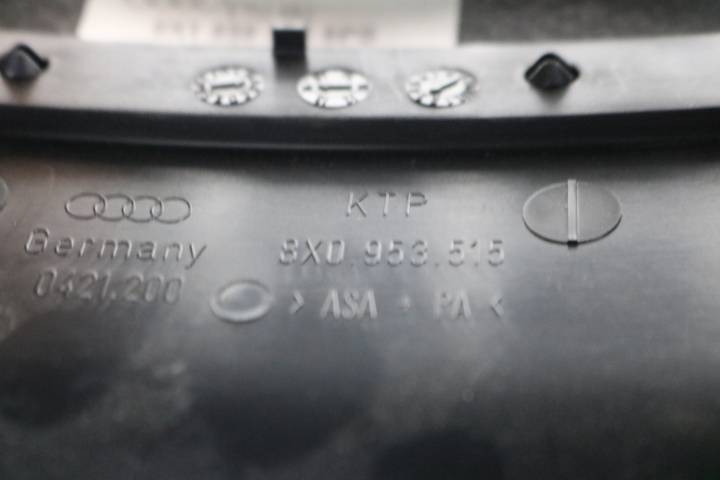 KTP
Germany 8X0.953.515
0421.200 > ASA + PA <